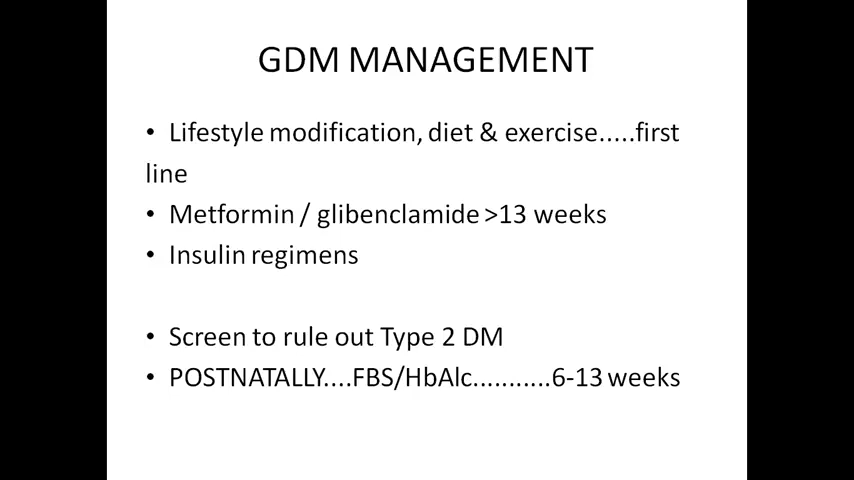 GDM MANAGEMENT
• Lifestyle modification, diet & exercise.....first
line
• Metformin / glibenclamide >13 weeks
• Insulin regimens
• Screen to rule out Type 2 DM
• POSTNATALLY....FBS/HbAlc...........6-13 weeks